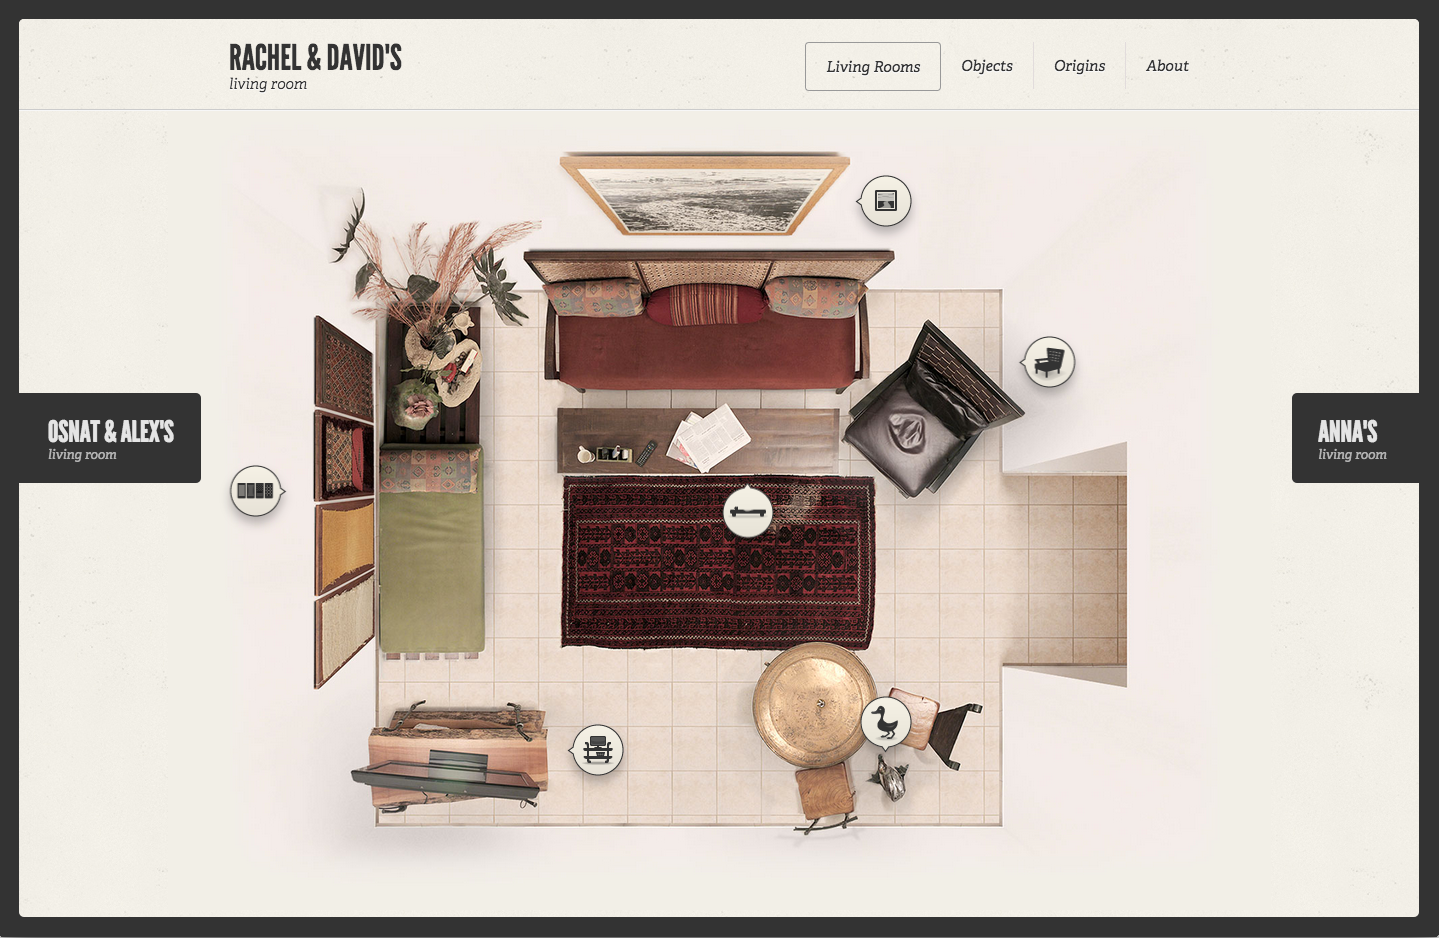 RACHEL & DAVID'S
living room
Living Rooms
Objects
Origins
About
OSNAT & ALEX'S
living room
ANNA'S
living room